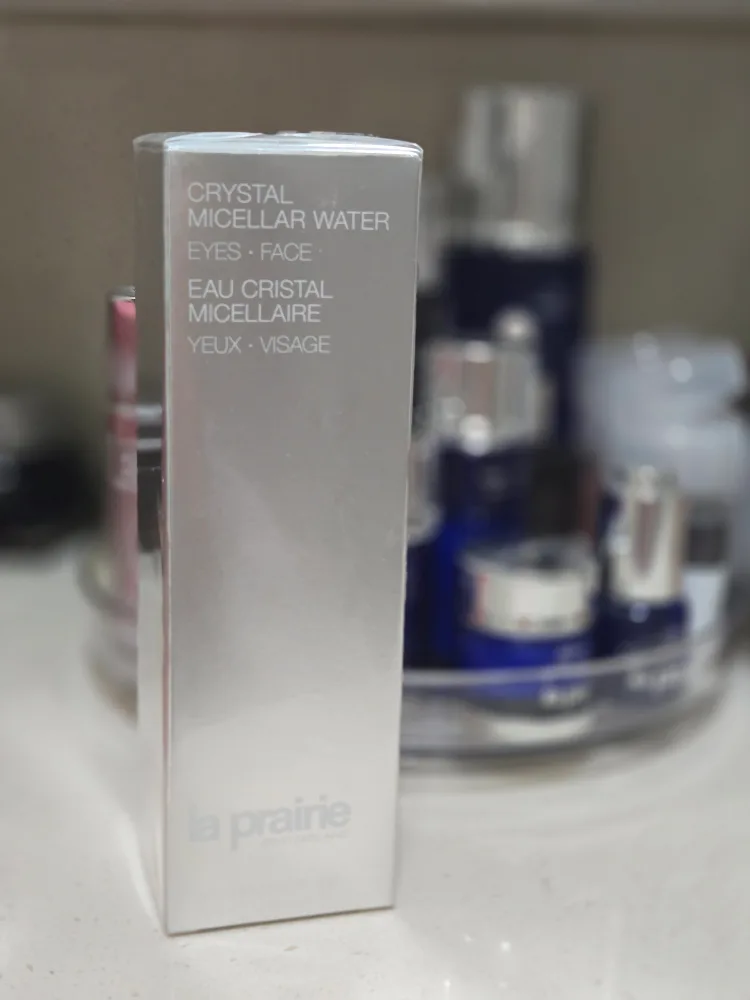 CRYSTAL
MICELLAR WATER
EYES · FACE
EAU CRISTAL
MICELLAIRE
YEUX · VISAGE
la prairie